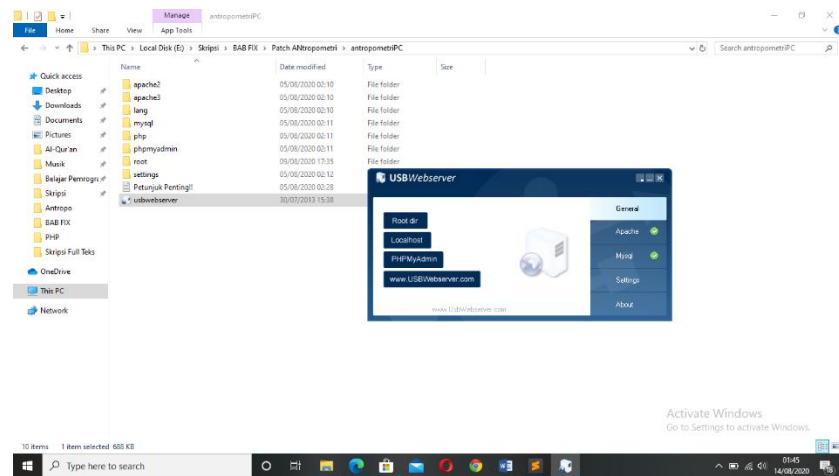 Manage antropometriPC
File Home Share View App Tools
This PC > Local Disk (E:) > Skripsi > BAB FIX > Patch ANtropometri > antropometriPC
Search antropometriPC
Name Date modified Type Size
Quick access
Desktop
Downloads
Documents
Pictures
Al-Qur'an
Musik
Belajar Pemrogra
Skripsi
Antropo
BAB FIX
PHP
Skripsi Full Teks
OneDrive
This PC
Network
apache2 05/08/2020 02:10 File folder
apache3 05/08/2020 02:10 File folder
lang 05/08/2020 02:10 File folder
mysql 05/08/2020 02:11 File folder
php 05/08/2020 02:11 File folder
phpmyadmin 05/08/2020 02:11 File folder
root 09/08/2020 17:35 File folder
settings 05/08/2020 02:12
Petunjuk Penting!! 05/08/2020 02:28
usbwebserver 30/07/2013 15:38
USBWebserver
Root dir
Localhost
PHPMyAdmin
www.USBWebserver.com
www.UsbWebserver.com
General
Apache
Mysql
Settings
About
Activate Windows
Go to Settings to activate Windows.
10 items 1 item selected 688 KB
Type here to search
01:45
14/08/2020